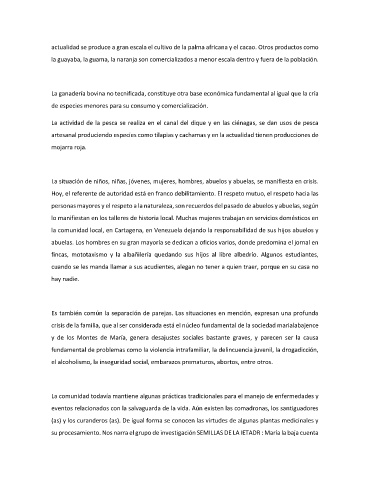 actualidad se produce a gras escala el cultivo de la palma africana y el cacao. Otros productos como
la guayaba, la guama, la naranja son comercializados a menor escala dentro y fuera de la población.
La ganadería bovina no tecnificada, constituye otra base económica fundamental al igual que la cría
de especies menores para su consumo y comercialización.
La actividad de la pesca se realiza en el canal del dique y en las ciénagas, se dan usos de pesca
artesanal produciendo especies como tilapias y cachamas y en la actualidad tienen producciones de
mojarra roja.
La situación de niños, niñas, jóvenes, mujeres, hombres, abuelos y abuelas, se manifiesta en crisis.
Hoy, el referente de autoridad está en franco debilitamiento. El respeto mutuo, el respeto hacia las
personas mayores y el respeto a la naturaleza, son recuerdos del pasado de abuelos y abuelas, según
lo manifiestan en los talleres de historia local. Muchas mujeres trabajan en servicios domésticos en
la comunidad local, en Cartagena, en Venezuela dejando la responsabilidad de sus hijos abuelos y
abuelas. Los hombres en su gran mayoría se dedican a oficios varios, donde predomina el jornal en
fincas, mototaxismo y la albañilería quedando sus hijos al libre albedrío. Algunos estudiantes,
cuando se les manda llamar a sus acudientes, alegan no tener a quien traer, porque en su casa no
hay nadie.
Es también común la separación de parejas. Las situaciones en mención, expresan una profunda
crisis de la familia, que al ser considerada está el núcleo fundamental de la sociedad marialabajence
y de los Montes de María, genera desajustes sociales bastante graves, y parecen ser la causa
fundamental de problemas como la violencia intrafamiliar, la delincuencia juvenil, la drogadicción,
el alcoholismo, la inseguridad social, embarazos prematuros, abortos, entre otros.
La comunidad todavía mantiene algunas prácticas tradicionales para el manejo de enfermedades y
eventos relacionados con la salvaguarda de la vida. Aún existen las comadronas, los santiguadores
(as) y los curanderos (as). De igual forma se conocen las virtudes de algunas plantas medicinales y
su procesamiento. Nos narra el grupo de investigación SEMILLAS DE LA IETADR : María la baja cuenta